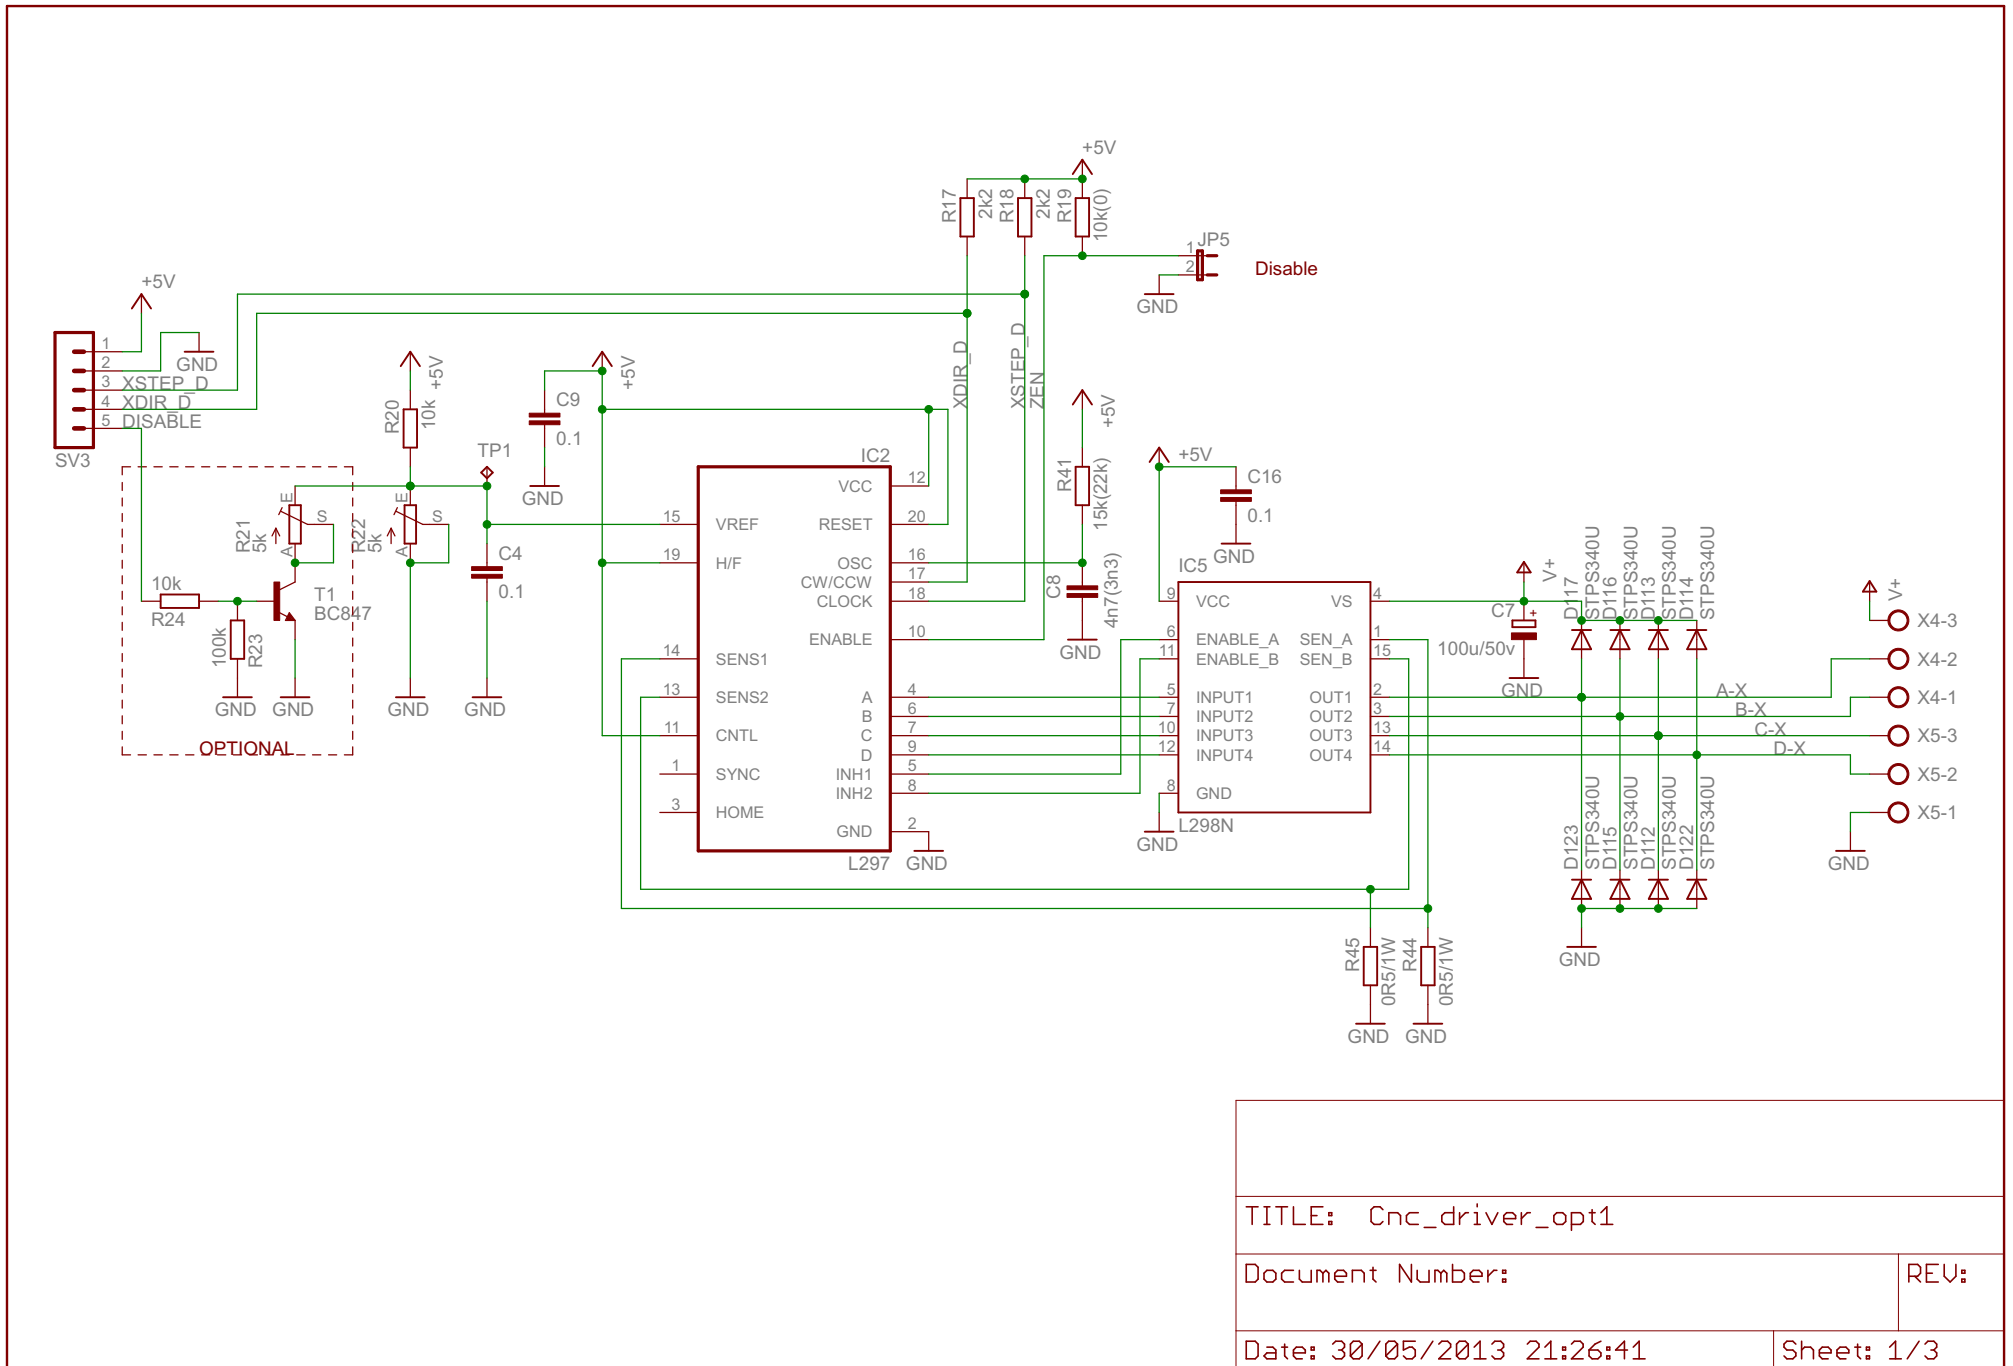 +5V
R17
2k2
R18
2k2
R19
10k(0)
1
2
JP5
Disable
GND
+5V
GND
1
2
3
4
5
XSTEP_D
XDIR_D
DISABLE
SV3
XDIR_D
XSTEP_D
ZEN
+5V
R20
10k
TP1
+5V
C9
0.1
GND
R21
5k
E
S
A
R22
5k
E
S
A
C4
0.1
10k
R24
100k
R23
T1
BC847
GND
GND
GND
GND
OPTIONAL
IC2
15
VREF
19
H/F
14
SENS1
13
SENS2
11
CNTL
1
SYNC
3
HOME
VCC
12
RESET
20
OSC
16
CW/CCW
17
CLOCK
18
ENABLE
10
A
4
B
6
C
7
D
9
INH1
5
INH2
8
GND
2
L297
GND
+5V
R41
15k(22k)
C8
4n7(3n3)
GND
+5V
C16
0.1
GND
IC5
9
VCC
6
ENABLE_A
11
ENABLE_B
5
INPUT1
7
INPUT2
10
INPUT3
12
INPUT4
8
GND
VS
4
SEN_A
1
SEN_B
15
OUT1
2
OUT2
3
OUT3
13
OUT4
14
L298N
GND
V+
C7
+
100u/50v
GND
D117
STPS340U
D116
STPS340U
D113
STPS340U
D114
STPS340U
A-X
B-X
C-X
D-X
D123
STPS340U
D115
STPS340U
D112
STPS340U
D122
STPS340U
GND
V+
X4-3
X4-2
X4-1
X5-3
X5-2
X5-1
GND
R45
0R5/1W
R44
0R5/1W
GND
GND
TITLE: Cnc_driver_opt1
Document Number:
REV:
Date: 30/05/2013 21:26:41
Sheet: 1/3